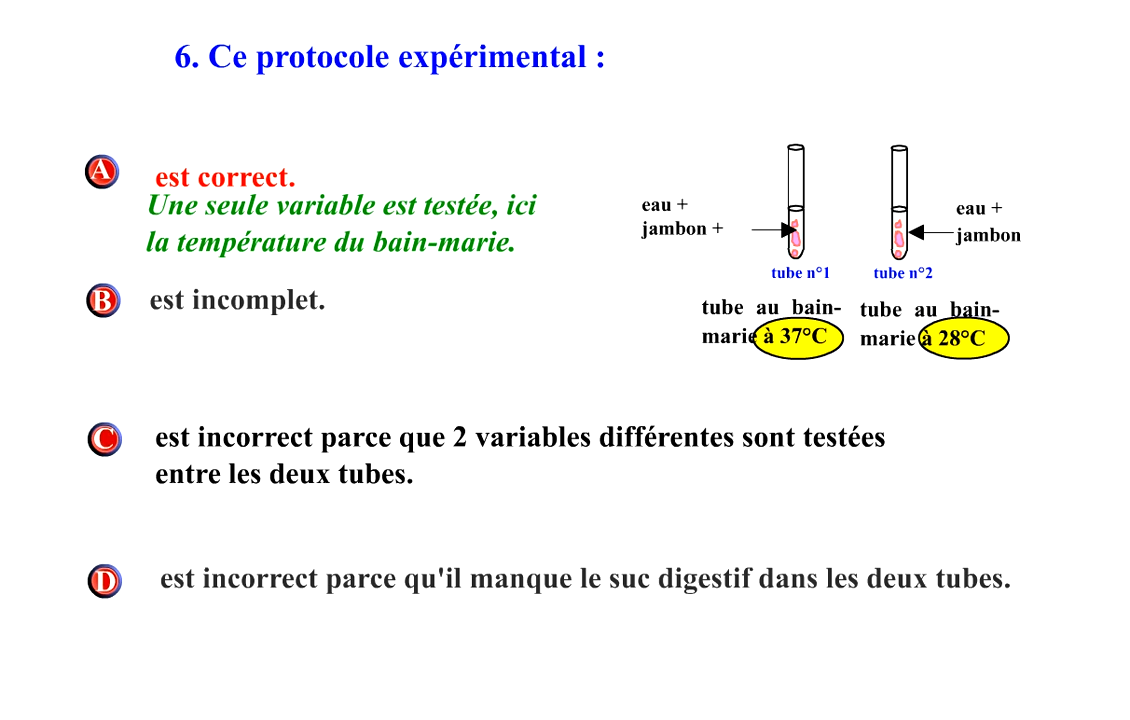 6. Ce protocole expérimental :
A
est correct.
Une seule variable est testée, ici
la température du bain-marie.
B
est incomplet.
eau +
jambon +
eau +
jambon
tube n°1
tube n°2
tube au bain-
marie à 37°C
tube au bain-
marie à 28°C
C
est incorrect parce que 2 variables différentes sont testées
entre les deux tubes.
D
est incorrect parce qu'il manque le suc digestif dans les deux tubes.